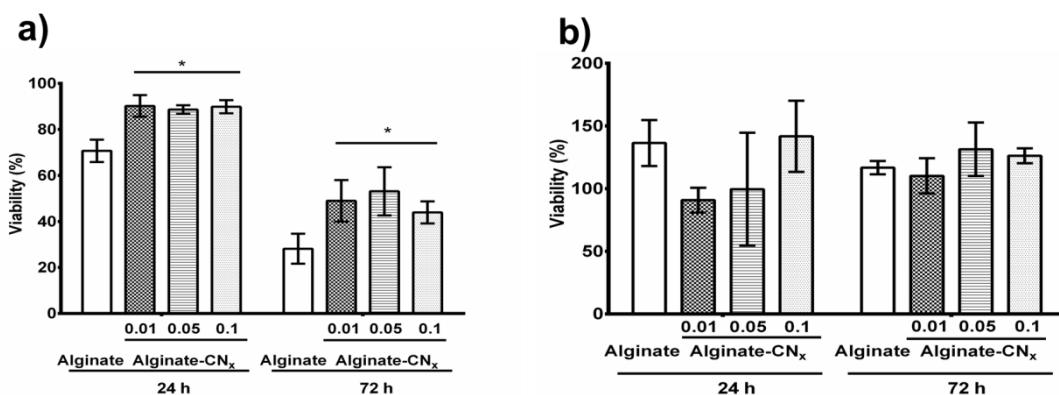 a)
*
*
Viability (%)
100
80
60
40
20
0
0.01 0.05 0.1 0.01 0.05 0.1
Alginate Alginate-CNx Alginate Alginate-CNx
24 h 72 h
b)
Viability (%)
200
150
100
50
0
0.01 0.05 0.1 0.01 0.05 0.1
Alginate Alginate-CNx Alginate Alginate-CNx
24 h 72 h